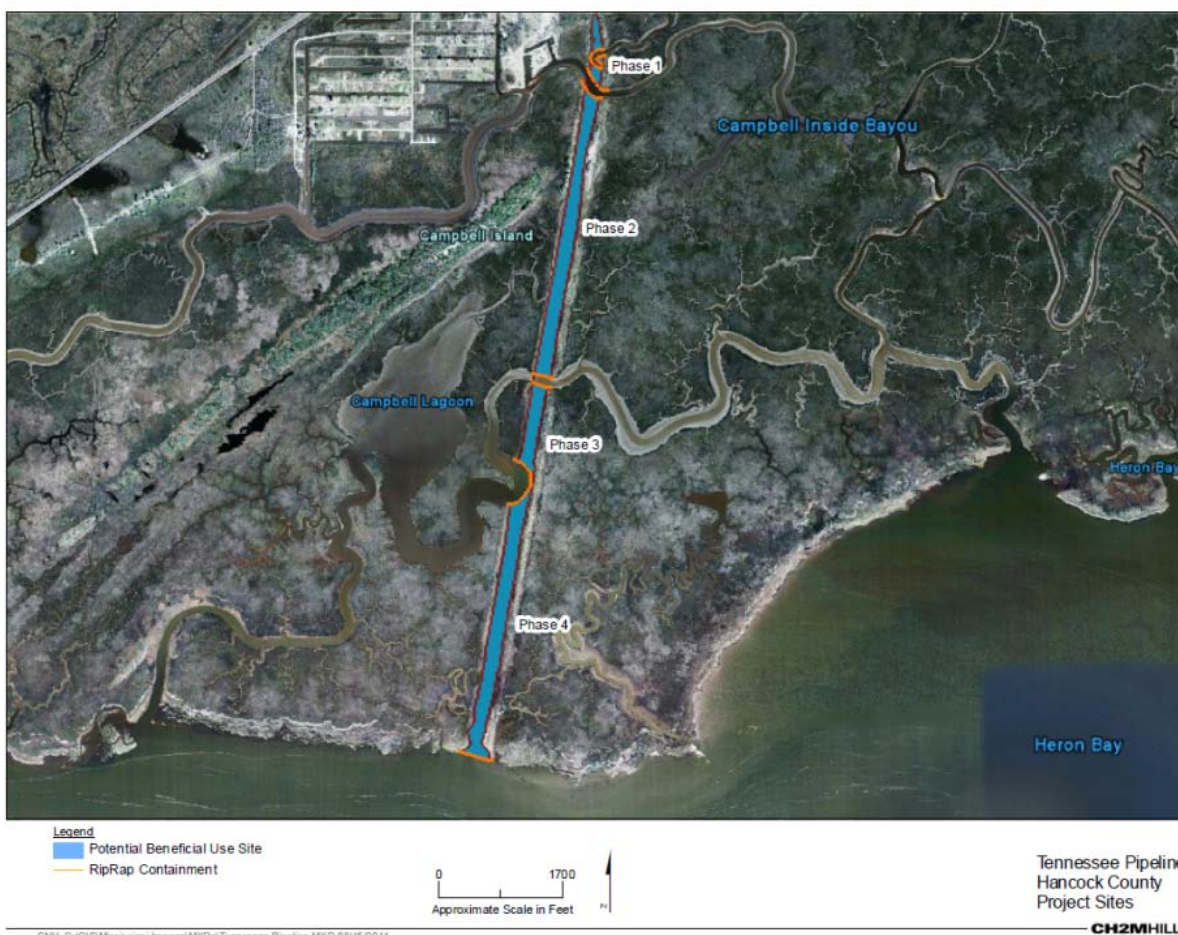 Phase 1
Campbell Inside Bayou
Phase 2
Campbell Island
Campbell Lagoon
Phase 3
Heron Bay
Phase 4
Heron Bay
Legend
Potential Beneficial Use Site
RipRap Containment
0 1700
Approximate Scale in Feet
N
Tennessee Pipeline
Hancock County
Project Sites
CH2MHILL